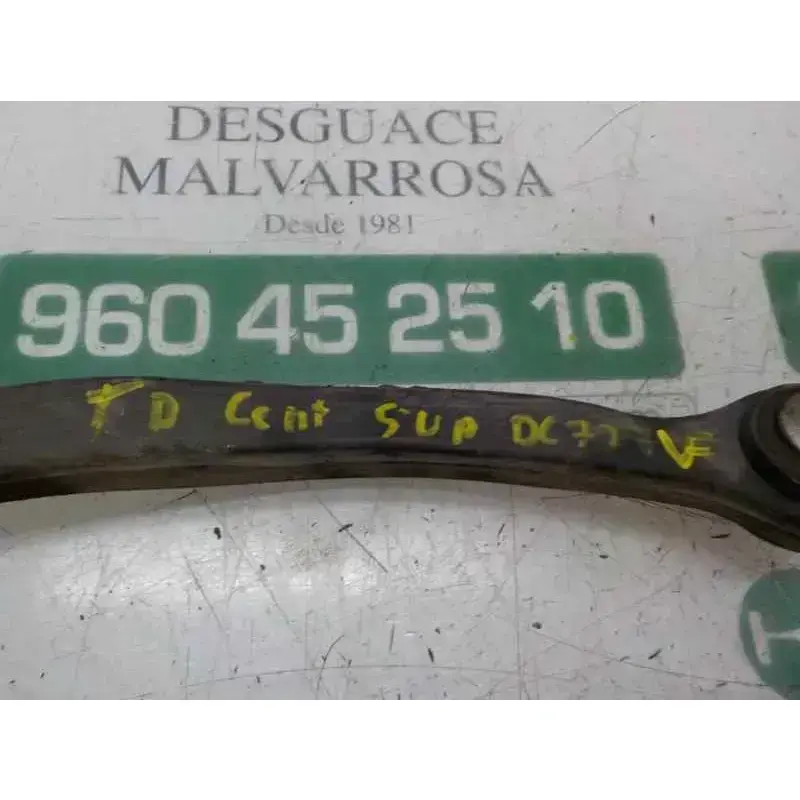 DESGUACE
MALVARROSA
Desde 1981
960 45 25 10
TD Cent SUP